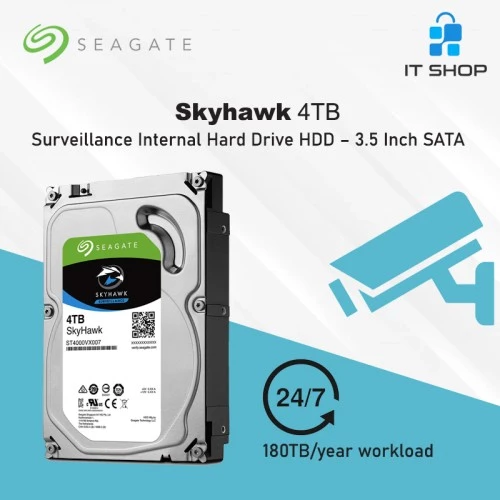 SEAGATE
IT SHOP
Skyhawk 4TB
Surveillance Internal Hard Drive HDD – 3.5 Inch SATA
SEAGATE
SKYHAWK
SURVEILLANCE
4TB
SkyHawk
ST4000VX007
24/7
180TB/year workload